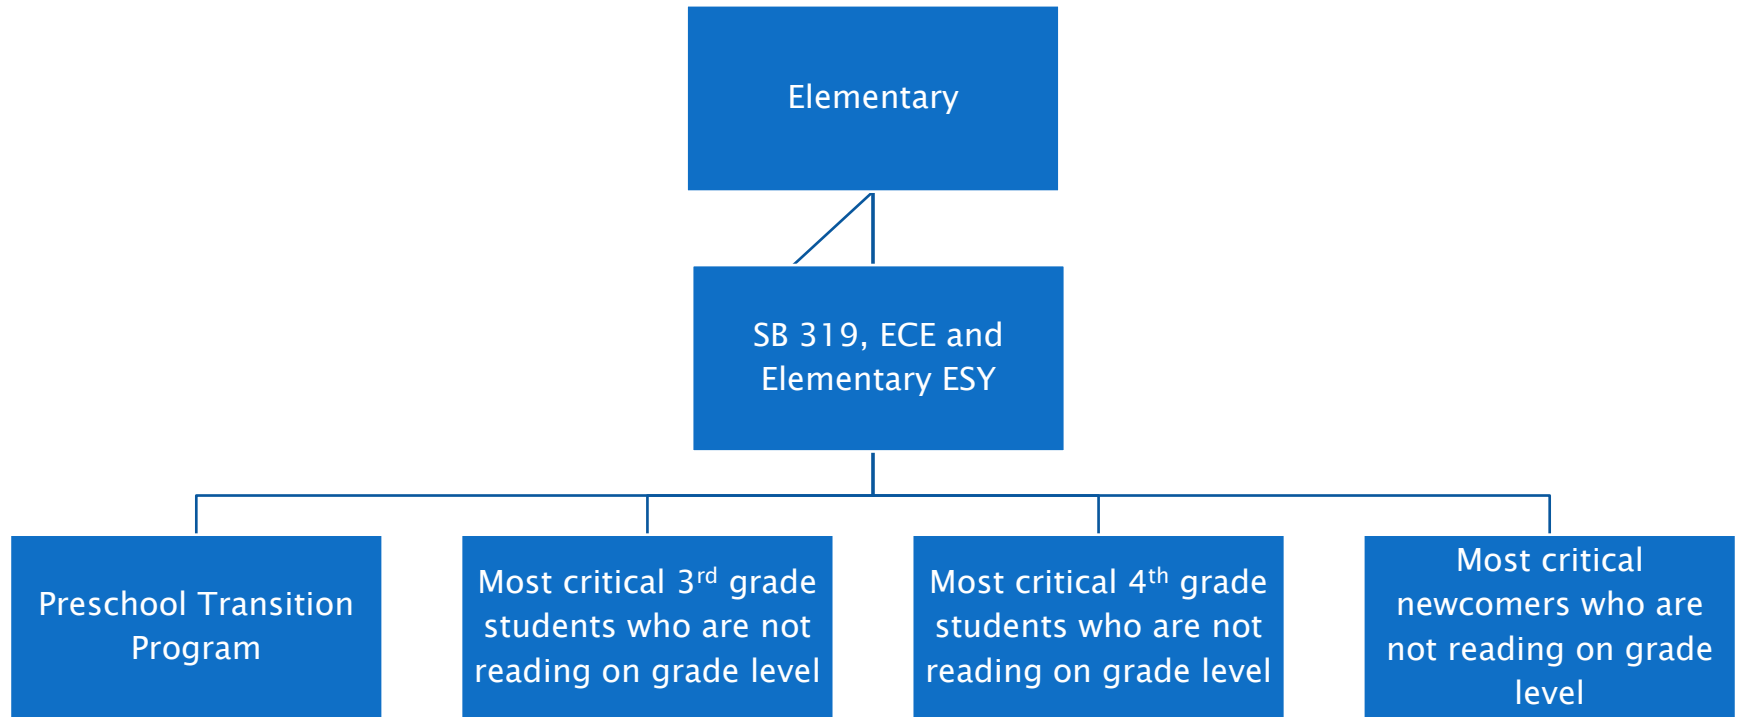 Elementary
SB 319, ECE and
Elementary ESY
Preschool Transition
Program
Most critical 3rd grade
students who are not
reading on grade level
Most critical 4th grade
students who are not
reading on grade level
Most critical
newcomers who are
not reading on grade
level